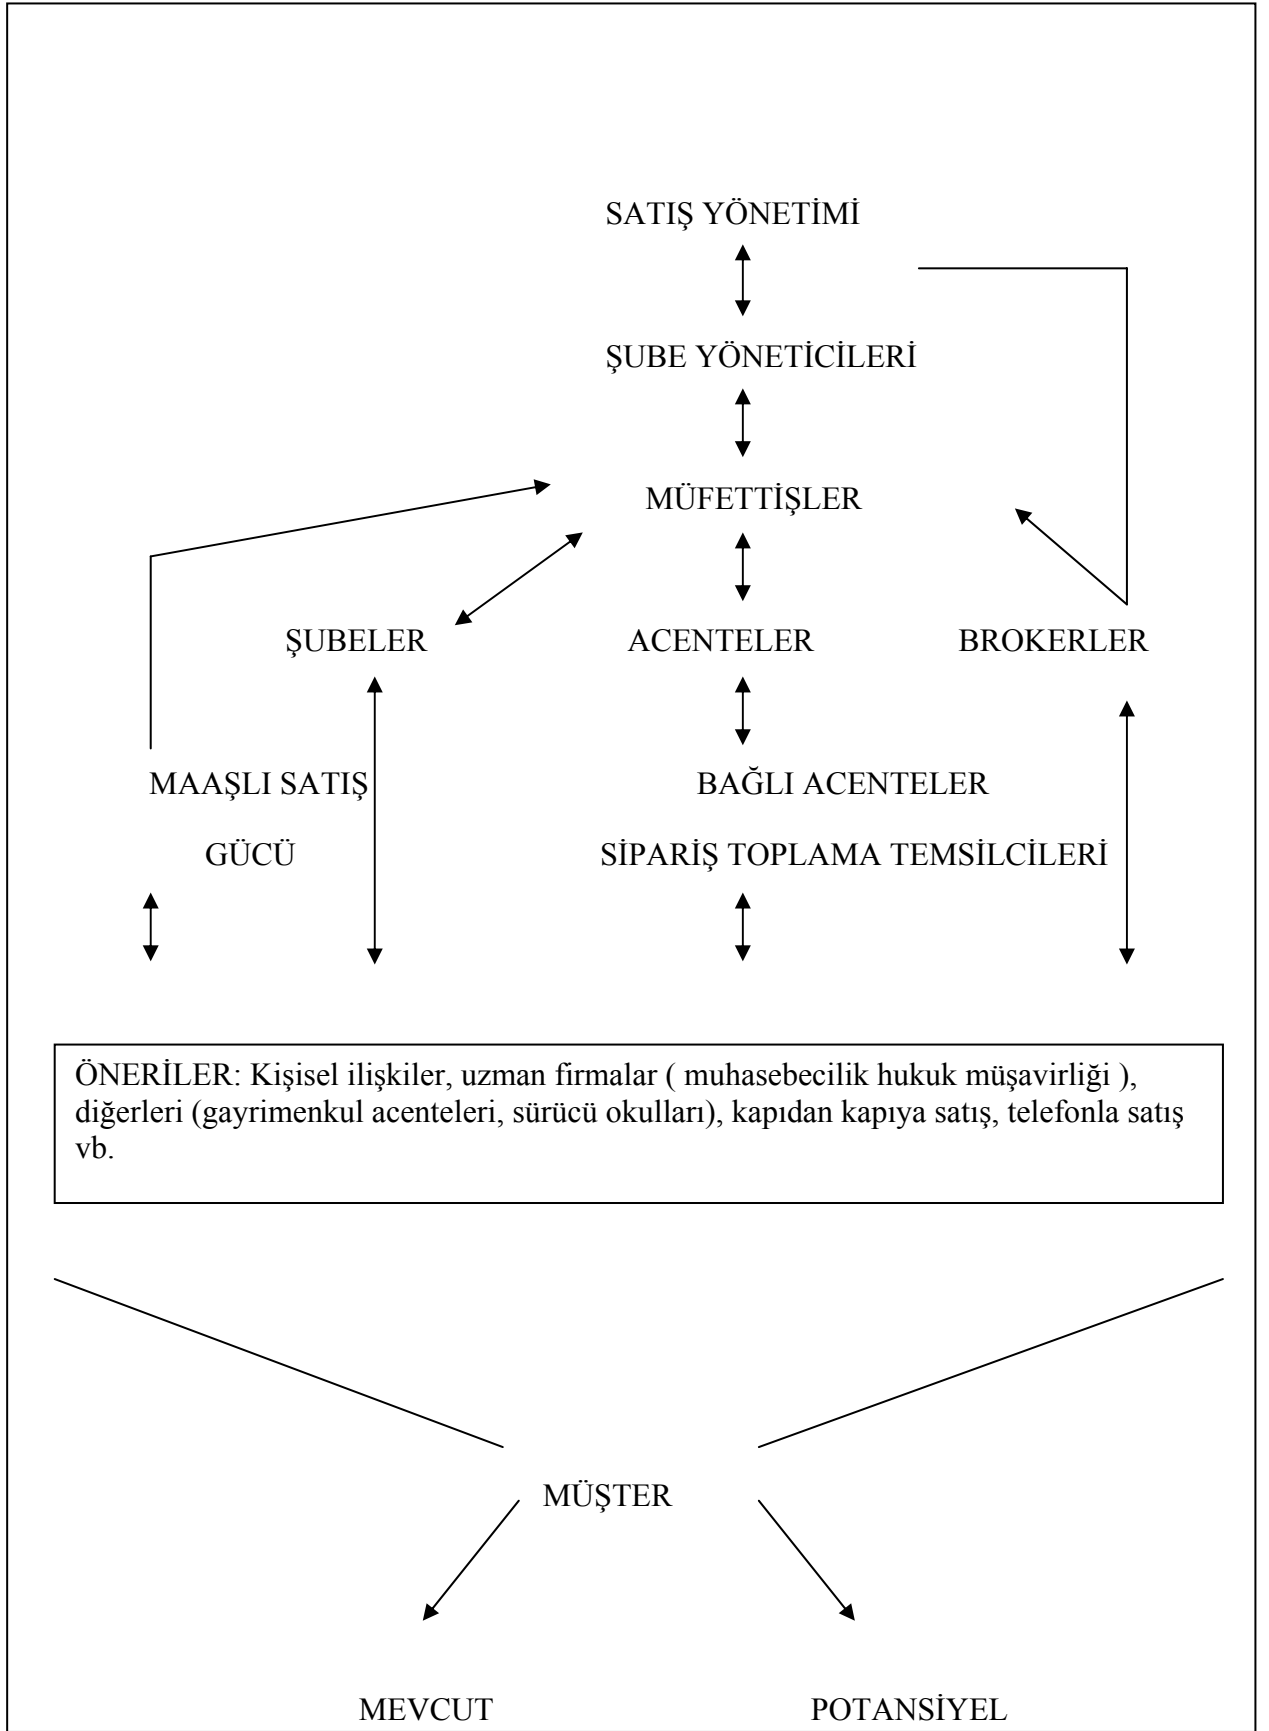 SATIŞ YÖNETİMİ
ŞUBE YÖNETİCİLERİ
MÜFETTİŞLER
ŞUBELER ACENTELER BROKERLER
MAAŞLI SATIŞ BAĞLI ACENTELER
GÜCÜ SİPARİŞ TOPLAMA TEMSİLCİLERİ
ÖNERİLER: Kişisel ilişkiler, uzman firmalar ( muhasebecilik hukuk müşavirliği ),
diğerleri (gayrimenkul acenteleri, sürücü okulları), kapıdan kapıya satış, telefonla satış
vb.
MÜŞTER
MEVCUT POTANSİYEL